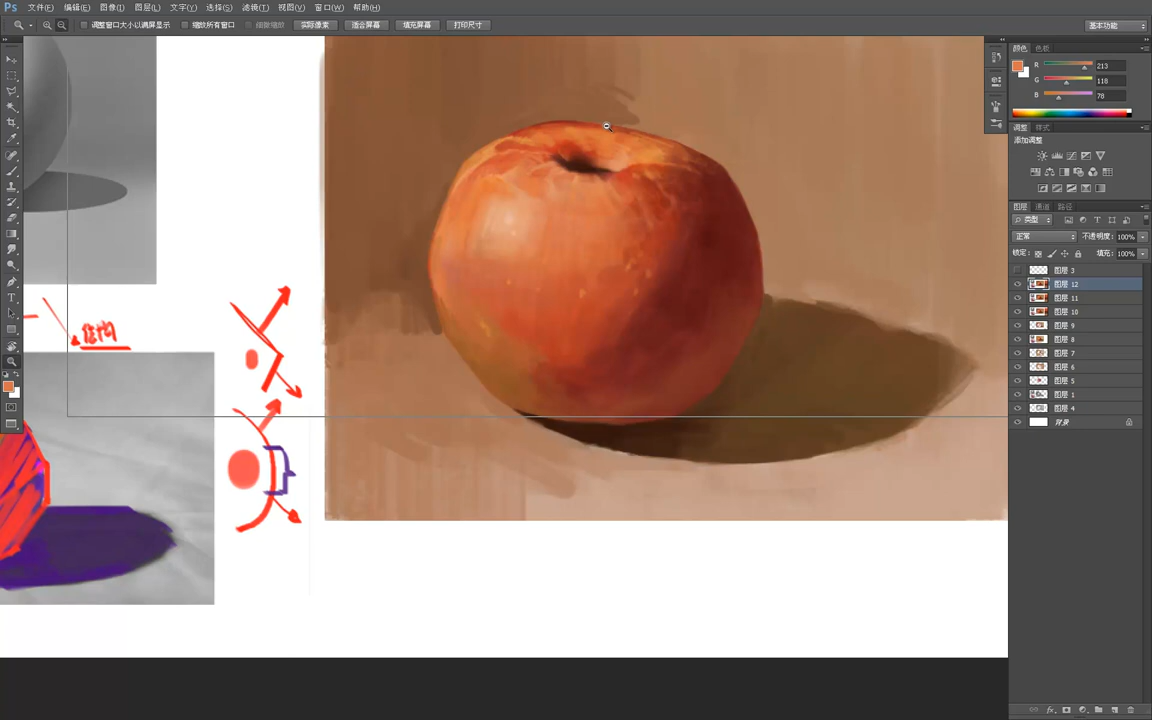 Ps 文件(F) 编辑(E) 图像(I) 图层(L) 文字(Y) 选择(S) 滤镜(T) 视图(V) 窗口(W) 帮助(H)
调整窗口大小以满屏显示 缩放所有窗口 细微缩放 实际像素 适合屏幕 填充屏幕 打印尺寸 基本功能
颜色 色板
R 213
G 118
B 78
调整 样式
添加调整
图层 通道 路径
类型
正常 不透明度: 100%
锁定: 填充: 100%
图层 3
图层 12
图层 11
图层 10
图层 9
图层 8
图层 7
图层 6
图层 5
图层 1
图层 4
背景
结构